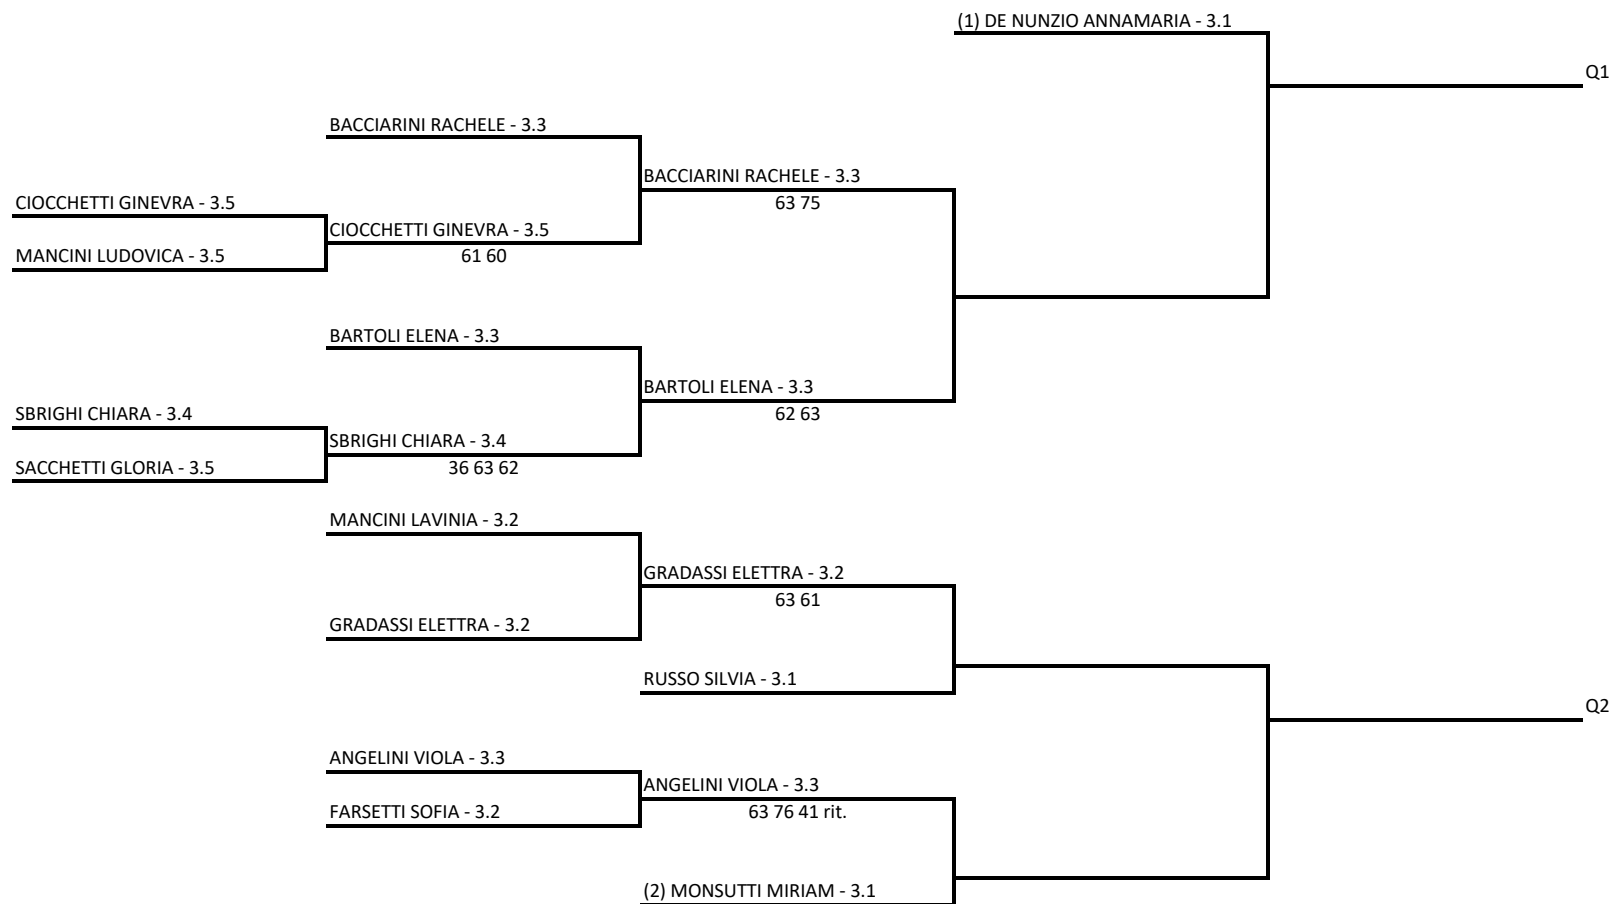 (1) DE NUNZIO ANNAMARIA - 3.1
Q1
BACCIARINI RACHELE - 3.3
BACCIARINI RACHELE - 3.3
CIOCCHETTI GINEVRA - 3.5
63 75
CIOCCHETTI GINEVRA - 3.5
MANCINI LUDOVICA - 3.5
61 60
BARTOLI ELENA - 3.3
BARTOLI ELENA - 3.3
SBRIGHI CHIARA - 3.4
62 63
SBRIGHI CHIARA - 3.4
SACCHETTI GLORIA - 3.5
36 63 62
MANCINI LAVINIA - 3.2
GRADASSI ELETTRA - 3.2
63 61
GRADASSI ELETTRA - 3.2
RUSSO SILVIA - 3.1
Q2
ANGELINI VIOLA - 3.3
ANGELINI VIOLA - 3.3
FARSETTI SOFIA - 3.2
63 76 41 rit.
(2) MONSUTTI MIRIAM - 3.1